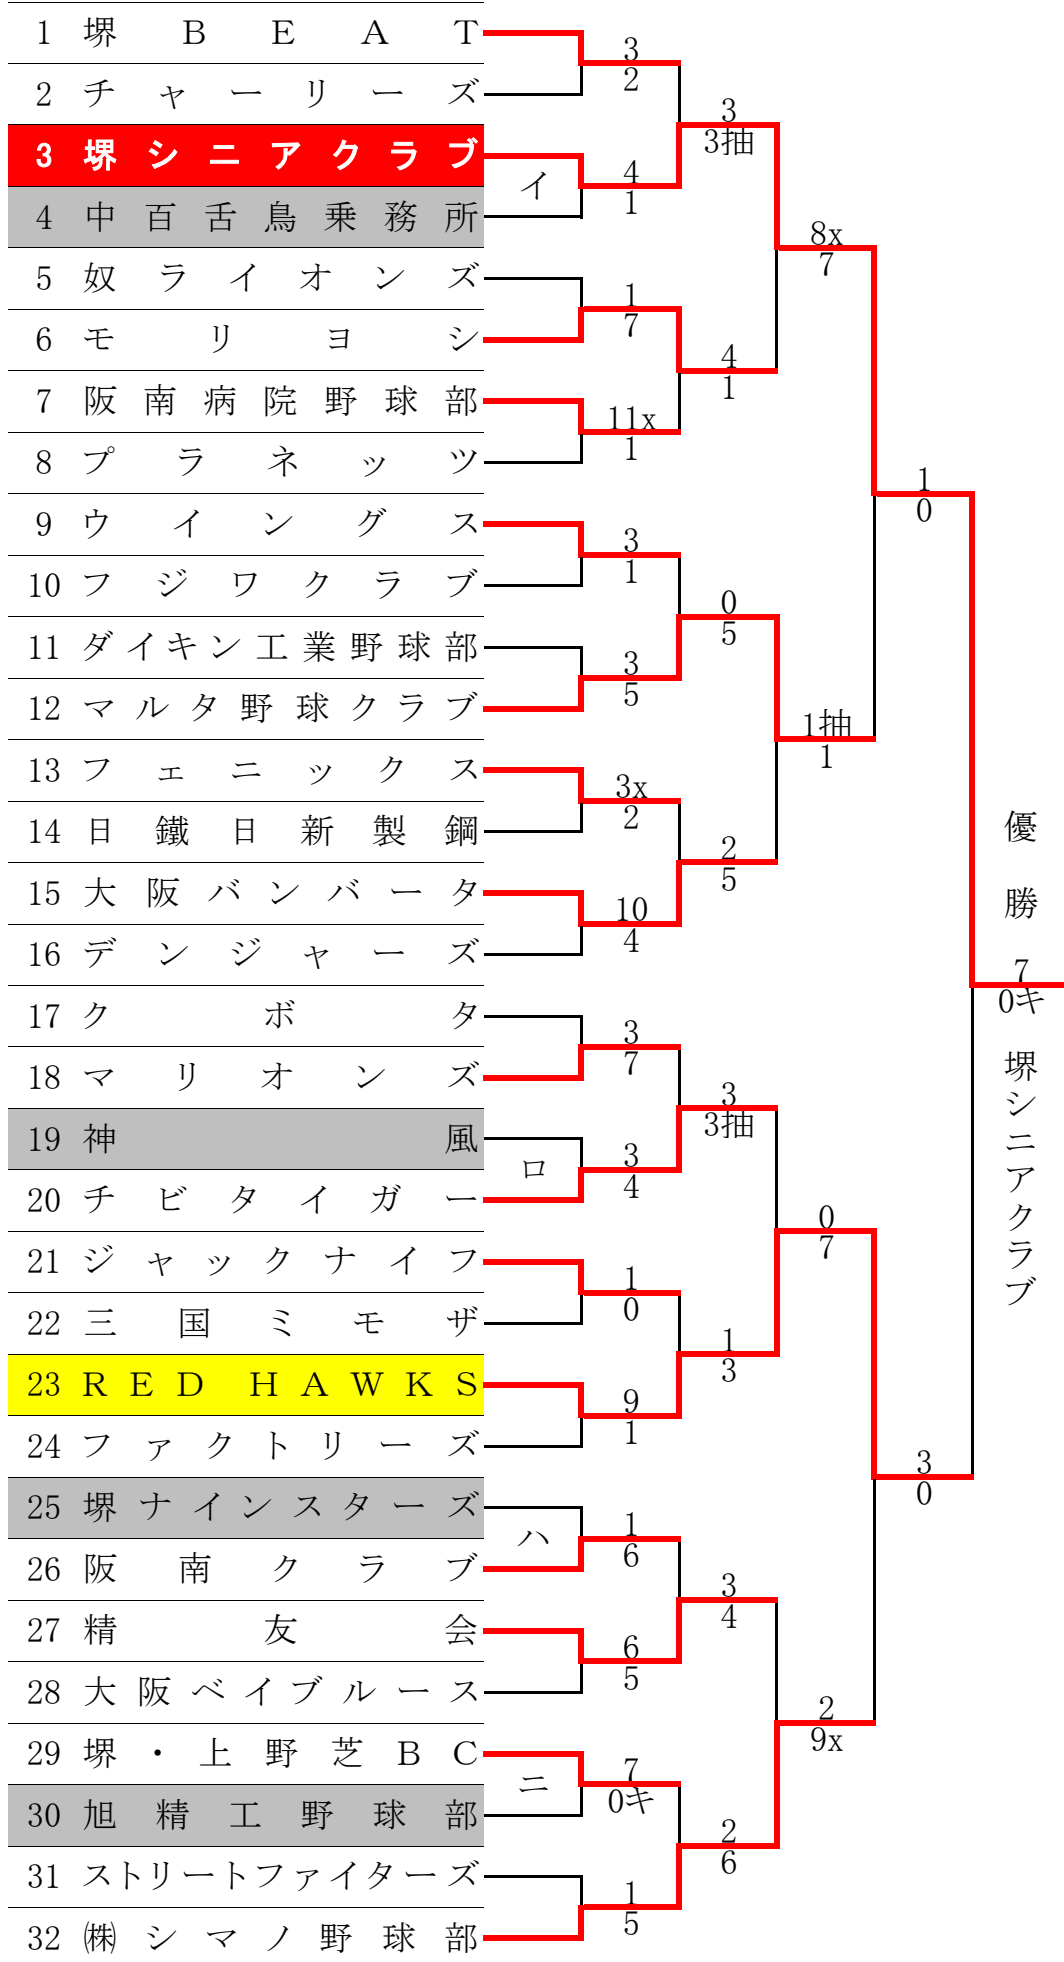 1 堺BEAT
2 チャーリーズ
3 堺シニアクラブ
4 中百舌鳥乗務所
5 奴ライオンズ
6 モリヨシ
7 阪南病院野球部
8 プラネッツ
9 ウイングス
10 フジワクラブ
11 ダイキン工業野球部
12 マルタ野球クラブ
13 フェニックス
14 日鐵日新製鋼
15 大阪バンバータ
16 デンジャーズ
17 クボタ
18 マリオンズ
19 神風
20 チビタイガー
21 ジャックナイフ
22 三国ミモザ
23 RED HAWKS
24 ファクトリーズ
25 堺ナインスターズ
26 阪南クラブ
27 精友会
28 大阪ベイブルース
29 堺・上野芝BC
30 旭精工野球部
31 ストリートファイターズ
32 ㈱シマノ野球部
イ
ロ
ハ
ニ
3
2
4
1
1
7
11x
1
3
1
3
5
3x
2
10
4
3
7
3
4
1
0
9
1
1
6
6
5
7
0キ
1
5
3
3抽
4
1
0
5
2
5
3
3抽
1
3
3
4
2
6
8x
7
1抽
1
0
7
2
9x
1
0
3
0
優勝
7
0キ
堺シニアクラブ